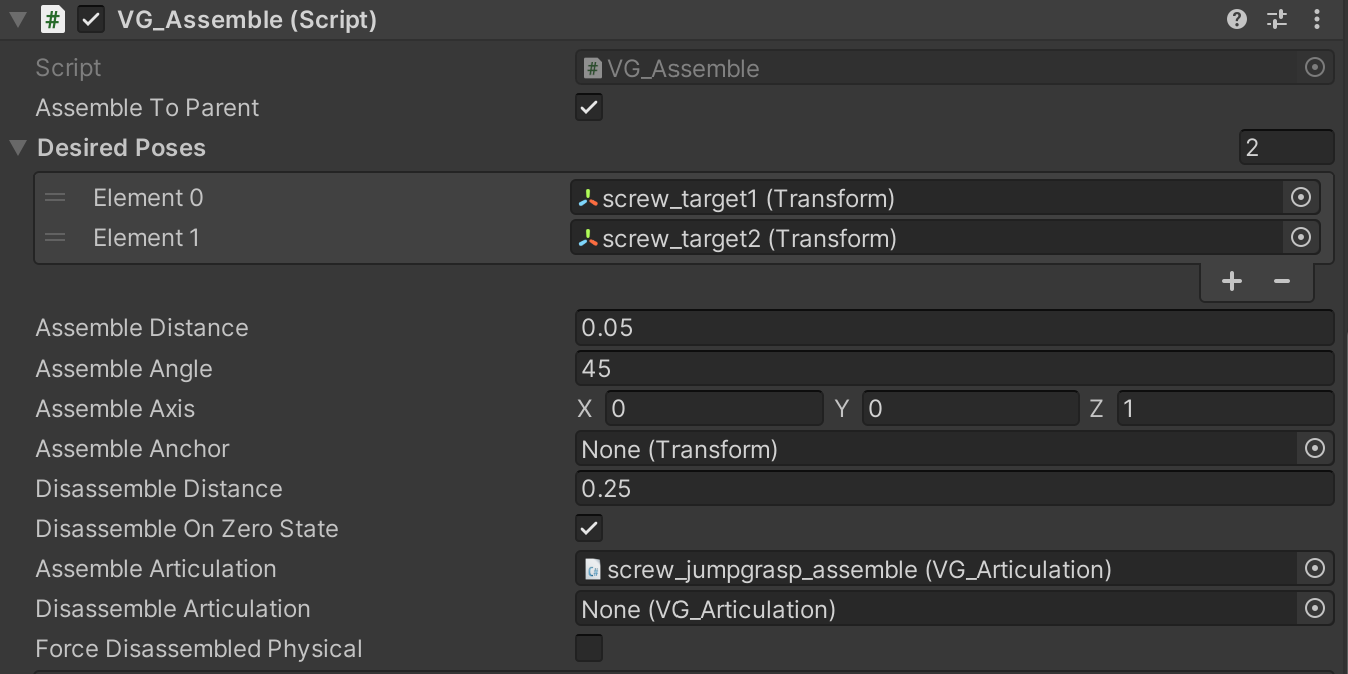 # VG_Assemble (Script)
Script # VG_Assemble
Assemble To Parent
Desired Poses 2
Element 0 screw_target1 (Transform)
Element 1 screw_target2 (Transform)
+ −
Assemble Distance 0.05
Assemble Angle 45
Assemble Axis X 0 Y 0 Z 1
Assemble Anchor None (Transform)
Disassemble Distance 0.25
Disassemble On Zero State
Assemble Articulation C# screw_jumpgrasp_assemble (VG_Articulation)
Disassemble Articulation None (VG_Articulation)
Force Disassembled Physical